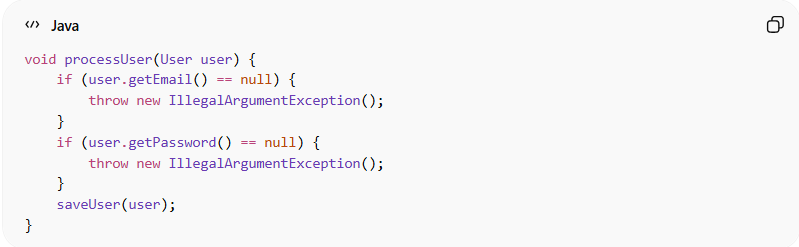 </> Java
void processUser(User user) {
    if (user.getEmail() == null) {
        throw new IllegalArgumentException();
    }
    if (user.getPassword() == null) {
        throw new IllegalArgumentException();
    }
    saveUser(user);
}